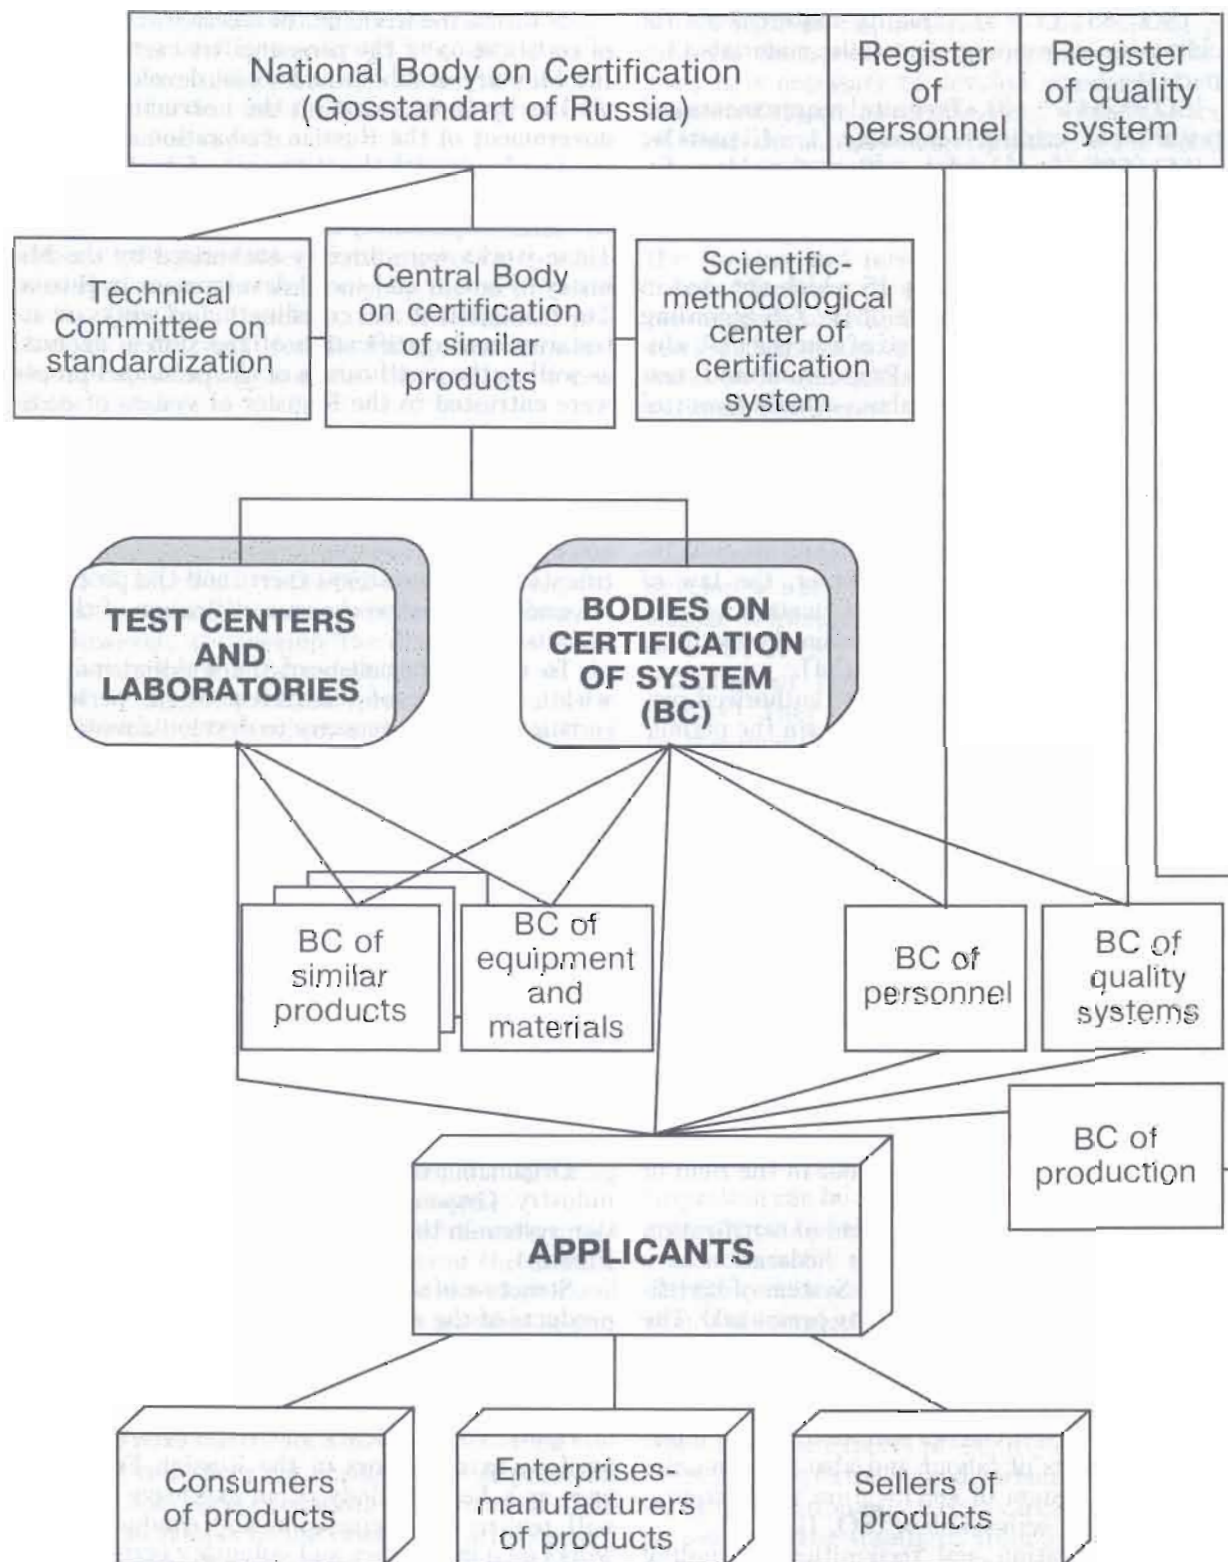 National Body on Certification
(Gosstandart of Russia)
Register
of
personnel
Register
of quality
system
Technical
Committee on
standardization
Central Body
on certification
of similar
products
Scientific-
methodological
center of
certification
system
TEST CENTERS
AND
LABORATORIES
BODIES ON
CERTIFICATION
OF SYSTEM
(BC)
BC of
similar
products
BC of
equipment
and
materials
BC of
personnel
BC of
quality
systems
BC of
production
APPLICANTS
Consumers
of products
Enterprises-
manufacturers
of products
Sellers of
products